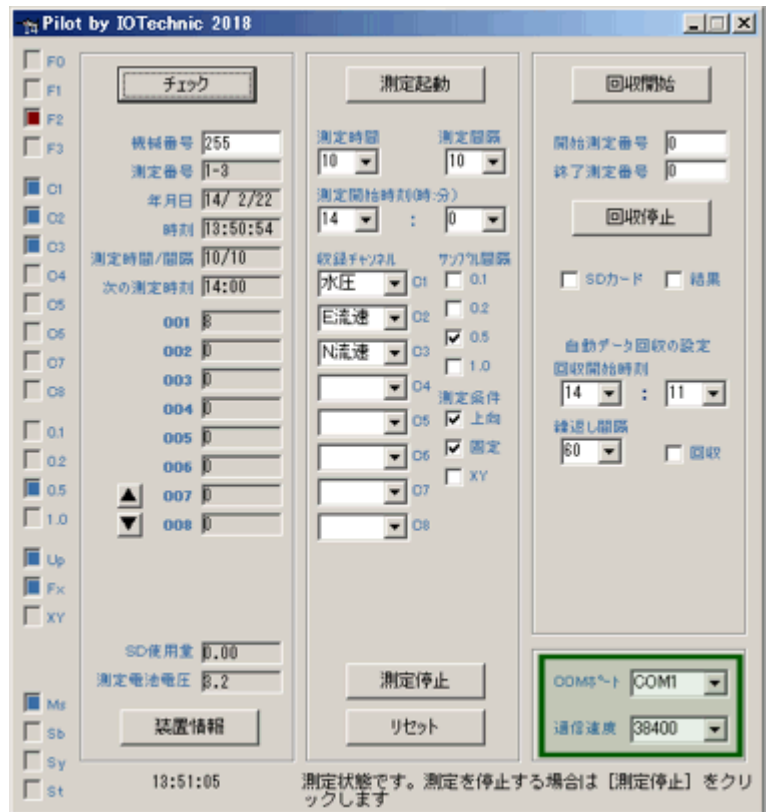 Pilot by IOTechnic 2018
F0
F1
F2
F3
C1
C2
C3
C4
C5
C6
C7
C8
0.1
0.2
0.5
1.0
Up
Fx
XY
Ms
Sb
Sy
St
チェック
機械番号 255
測定番号 1-3
年月日 14/ 2/22
時刻 13:50:54
測定時間/間隔 10/10
次の測定時刻 14:00
001 8
002 0
003 0
004 0
005 0
006 0
▲ 007 0
▼ 008 0
SD使用量 0.00
測定電池電圧 3.2
装置情報
13:51:05
測定起動
測定時間 測定間隔
10 10
測定開始時刻(時:分)
14 : 0
収録チャンネル サンプル間隔
水圧 C1 0.1
E流速 C2 0.2
N流速 C3 0.5
C4 1.0
測定条件
C5 上向
C6 固定
C7 XY
C8
測定停止
リセット
回収開始
開始測定番号 0
終了測定番号 0
回収停止
SDカード 結果
自動データ回収の設定
回収開始時刻
14 : 11
繰返し間隔
60 回収
COMポート COM1
通信速度 38400
測定状態です。測定を停止する場合は [測定停止] をクリ
ックします